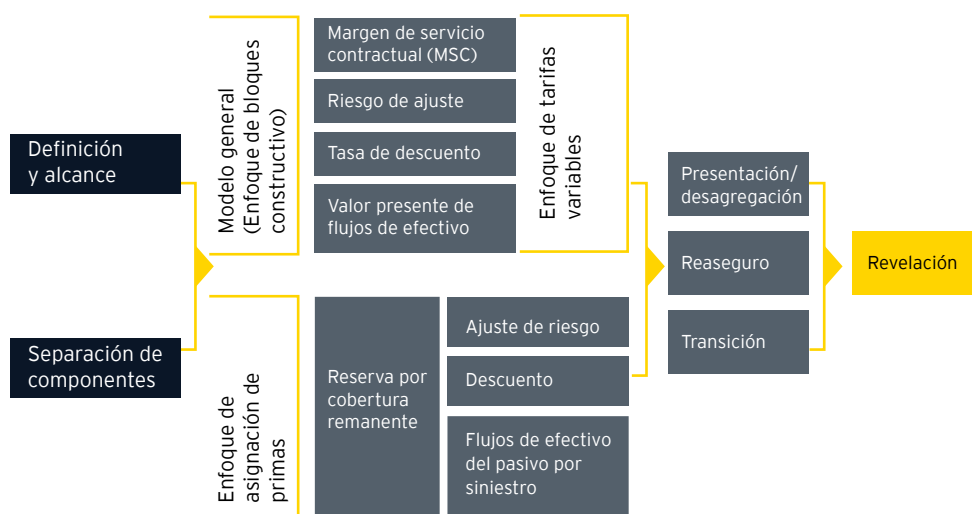 Definición
y alcance
Separación de
componentes
Modelo general
(Enfoque de bloques
constructivo)
Margen de servicio
contractual (MSC)
Riesgo de ajuste
Tasa de descuento
Valor presente de
flujos de efectivo
Enfoque de tarifas
variables
Enfoque de
asignación de
primas
Reserva por
cobertura
remanente
Ajuste de riesgo
Descuento
Flujos de efectivo
del pasivo por
siniestro
Presentación/
desagregación
Reaseguro
Transición
Revelación